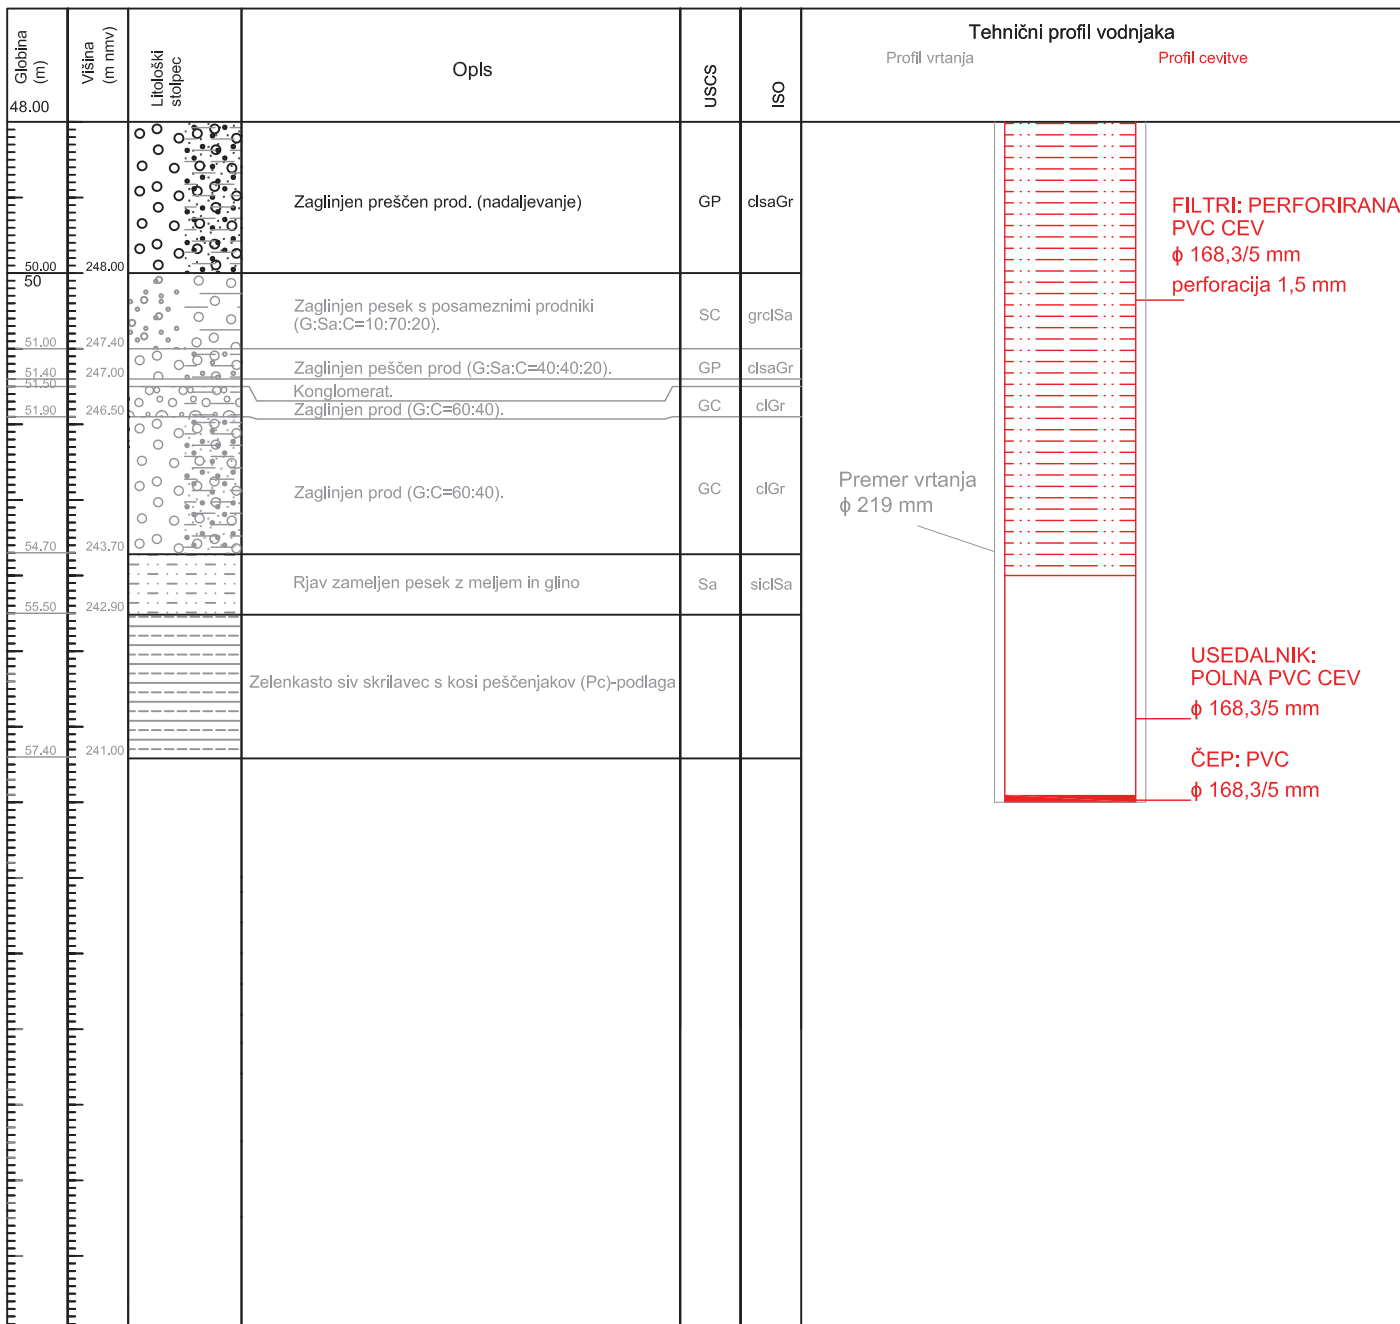 Globina
(m)
48.00
Višina
(m nmv)
Litološki
stolpec
Opls
USCS
ISO
Tehnični profil vodnjaka
Profil vrtanja
Profil cevitve
Zaglinjen preščen prod. (nadaljevanje)
GP
clsaGr
50.00
248.00
50
Zaglinjen pesek s posameznimi prodniki
(G:Sa:C=10:70:20).
SC
grclSa
51.00
247.40
Zaglinjen peščen prod (G:Sa:C=40:40:20).
GP
clsaGr
51.40
247.00
51.50
Konglomerat.
Zaglinjen prod (G:C=60:40).
GC
clGr
51.90
246.50
Zaglinjen prod (G:C=60:40).
GC
clGr
54.70
243.70
Rjav zameljen pesek z meljem in glino
Sa
siclSa
55.50
242.90
Zelenkasto siv skrilavec s kosi peščenjakov (Pc)-podlaga
57.40
241.00
FILTRI: PERFORIRANA
PVC CEV
ϕ 168,3/5 mm
perforacija 1,5 mm
Premer vrtanja
ϕ 219 mm
USEDALNIK:
POLNA PVC CEV
ϕ 168,3/5 mm
ČEP: PVC
ϕ 168,3/5 mm